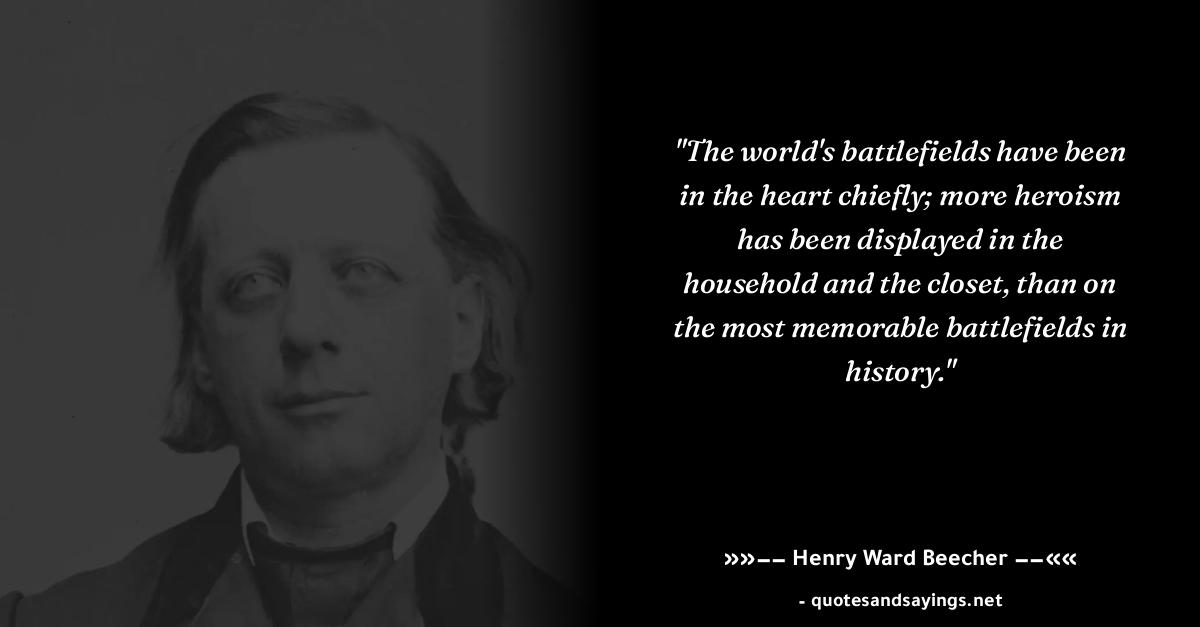 "The world's battlefields have been
in the heart chiefly; more heroism
has been displayed in the
household and the closet, than on
the most memorable battlefields in
history."
»»−− Henry Ward Beecher −−««
- quotesandsayings.net